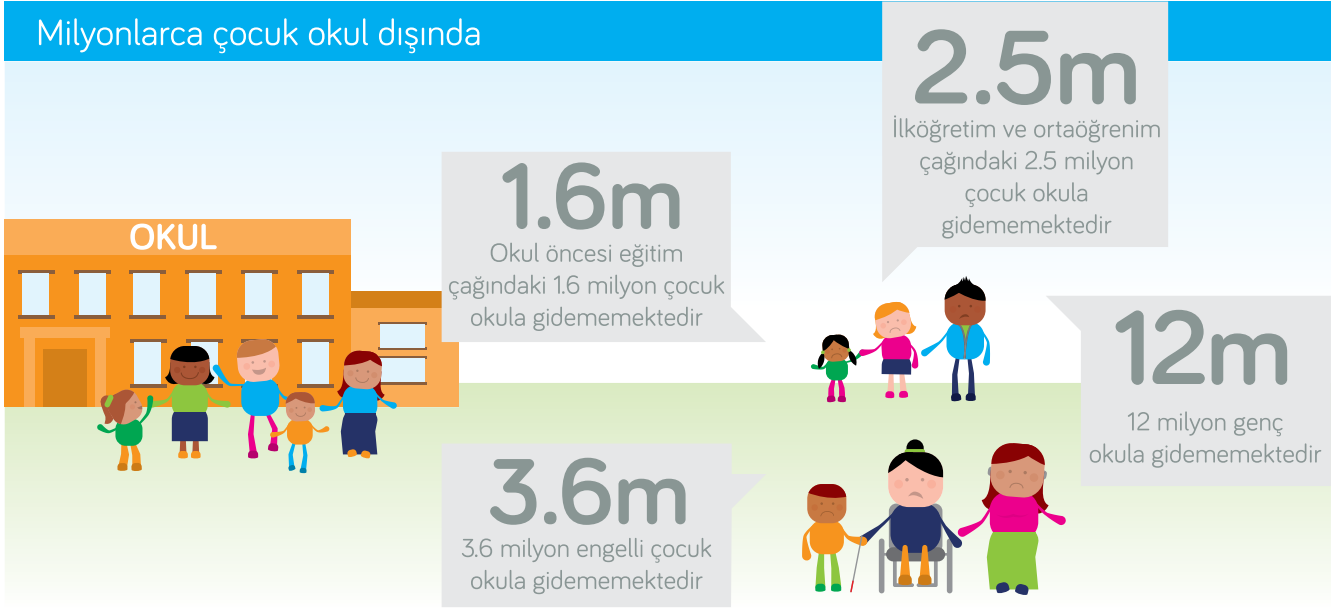 Milyonlarca çocuk okul dışında
2.5m
İlköğretim ve ortaöğrenim
çağındaki 2.5 milyon
çocuk okula
gidememektedir
1.6m
Okul öncesi eğitim
çağındaki 1.6 milyon çocuk
okula gidememektedir
OKUL
12m
12 milyon genç
okula gidememektedir
3.6m
3.6 milyon engelli çocuk
okula gidememektedir